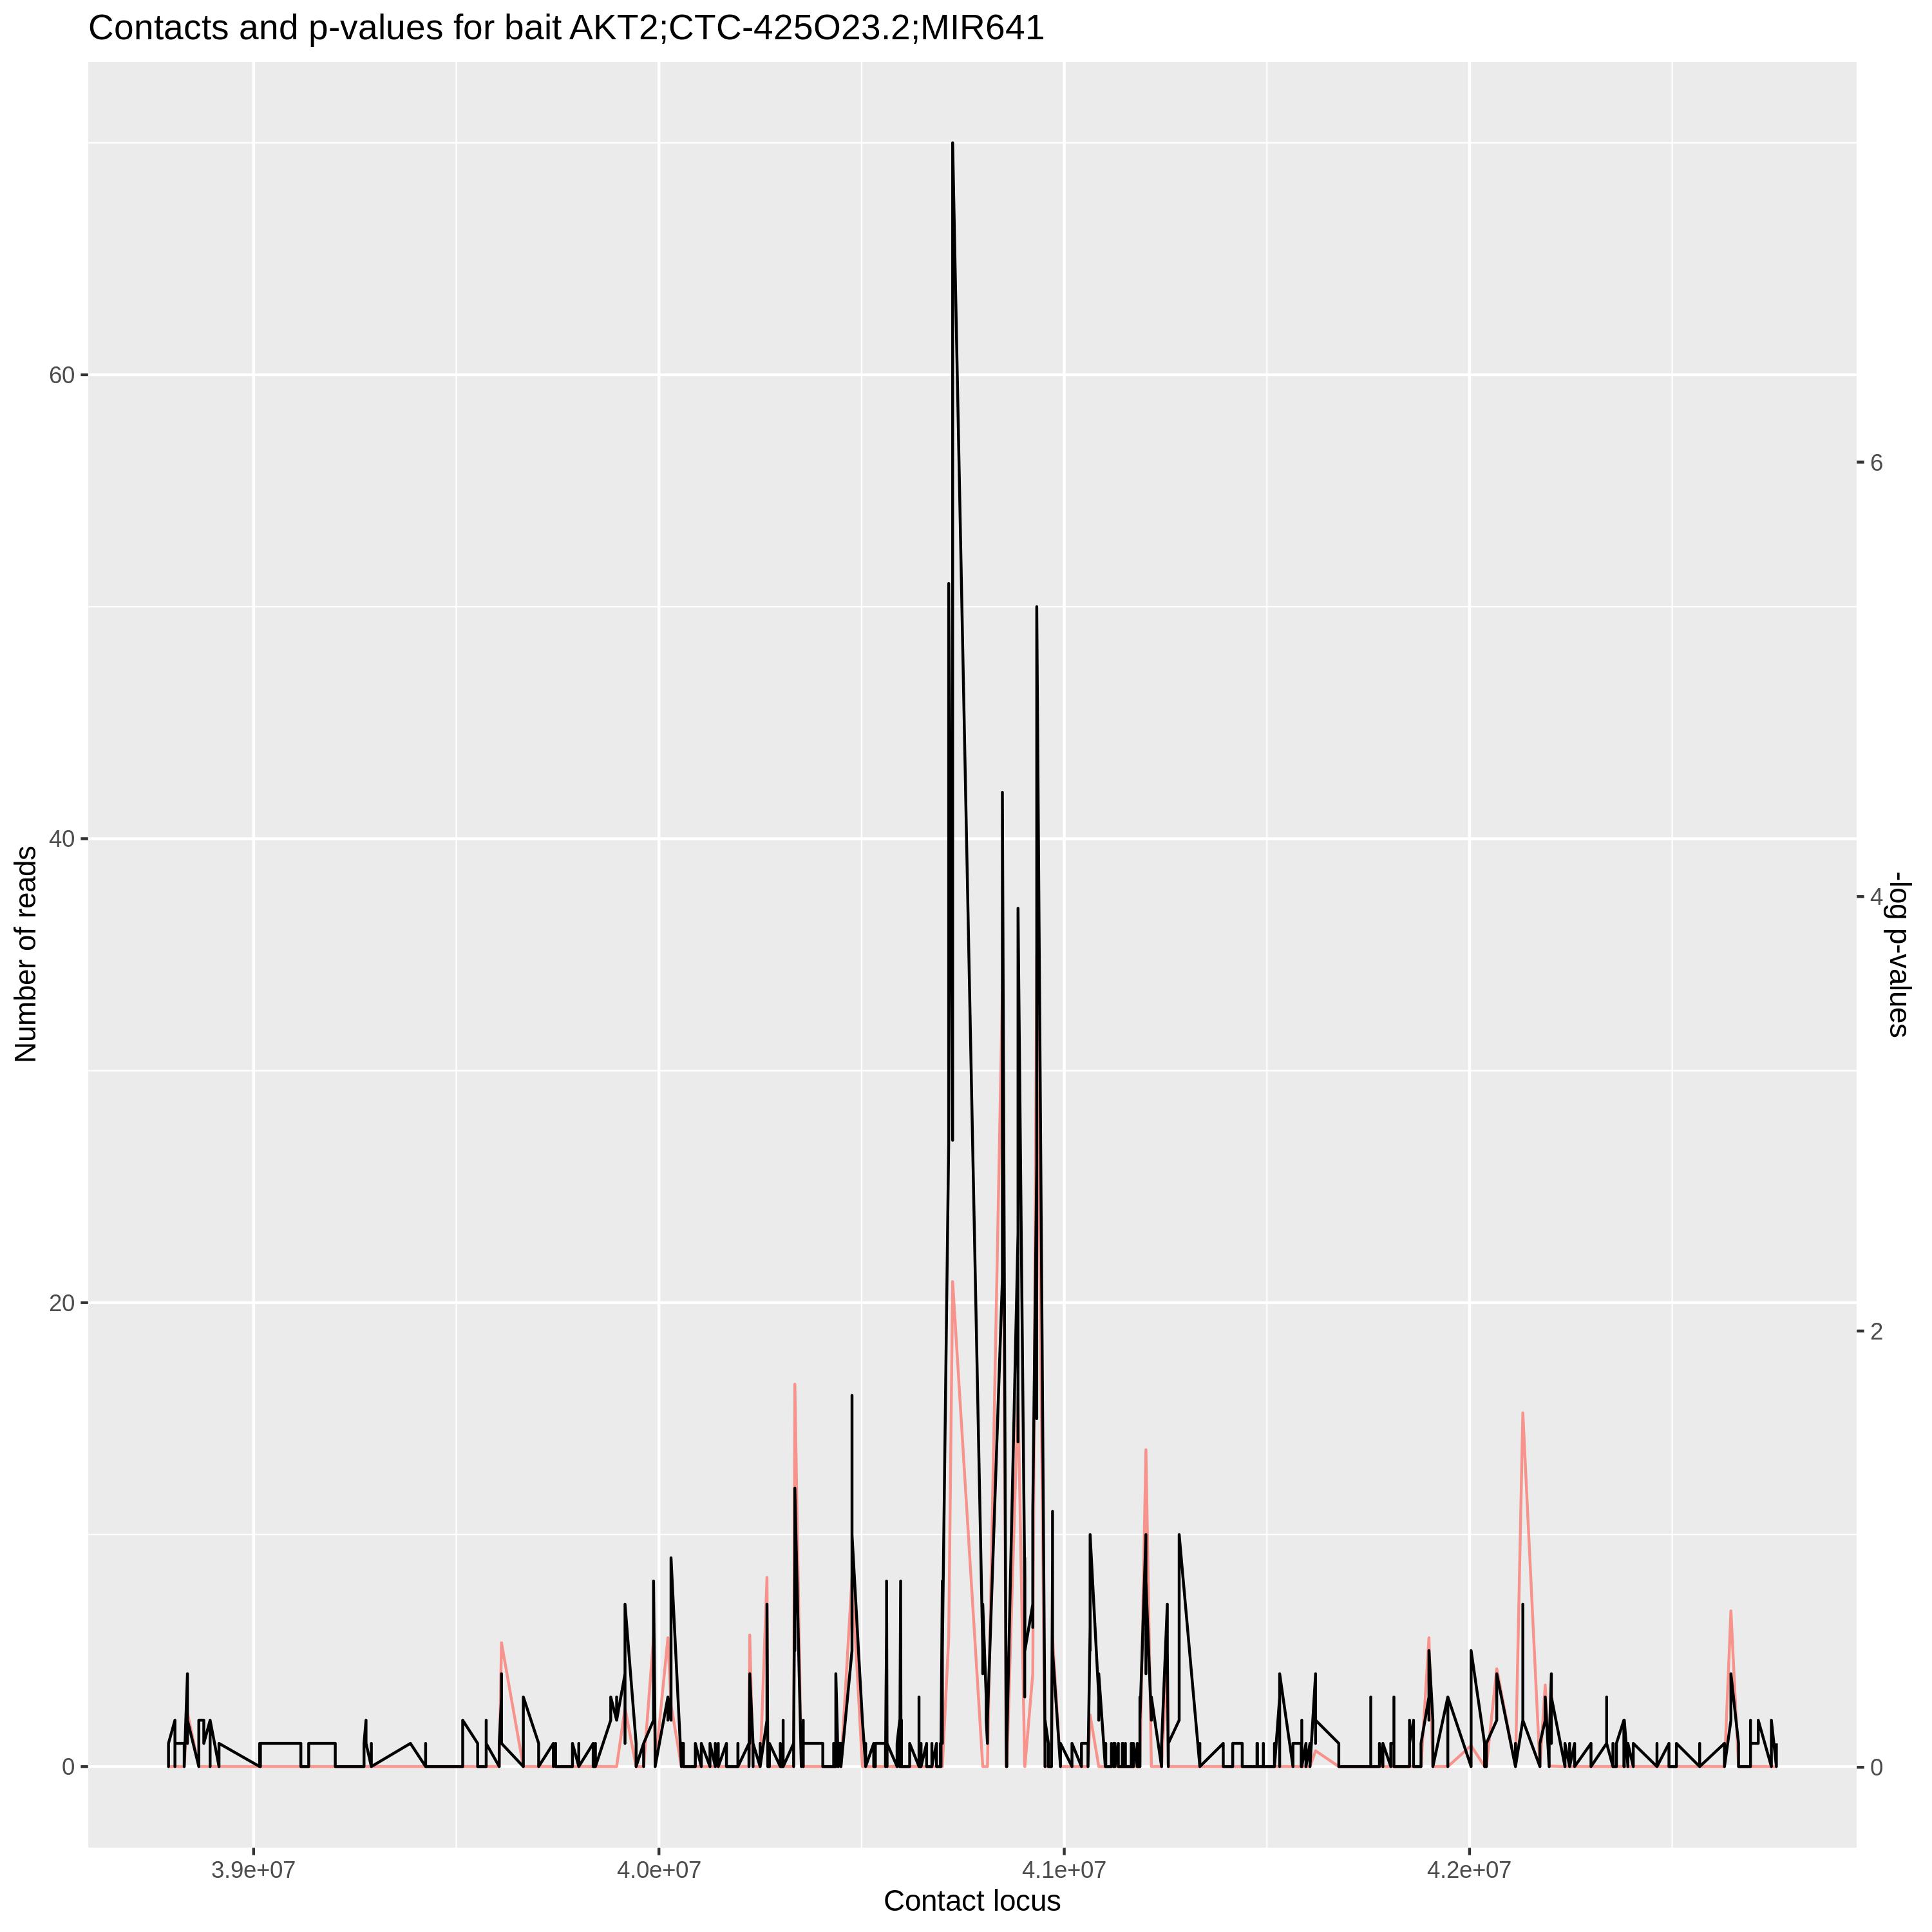 Contacts and p-values for bait AKT2;CTC-425O23.2;MIR641
Number of reads
60
40
20
0
6
4
2
0
-log p-values
3.9e+07
4.0e+07
4.1e+07
4.2e+07
Contact locus